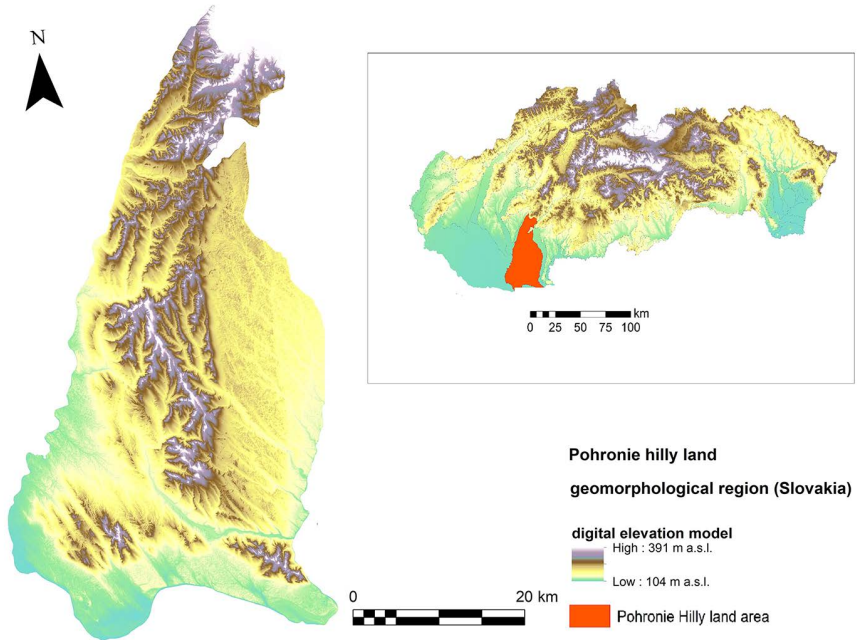 N
km
0 25 50 75 100
Pohronie hilly land
geomorphological region (Slovakia)
digital elevation model
High : 391 m a.s.l.
Low : 104 m a.s.l.
0 20 km
Pohronie Hilly land area